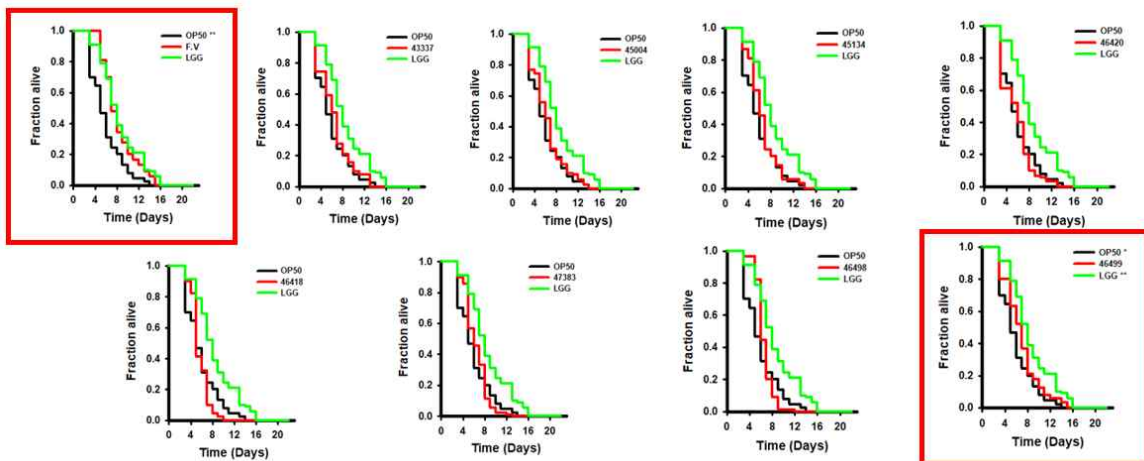 OP50 **
F.V
LGG
1.0
0.8
0.6
0.4
0.2
0.0
Fraction alive
0 4 8 12 16 20
Time (Days)
OP50
43337
LGG
1.0
0.8
0.6
0.4
0.2
0.0
Fraction alive
0 4 8 12 16 20
Time (Days)
OP50
45004
LGG
1.0
0.8
0.6
0.4
0.2
0.0
Fraction alive
0 4 8 12 16 20
Time (Days)
OP50
45134
LGG
1.0
0.8
0.6
0.4
0.2
0.0
Fraction alive
0 4 8 12 16 20
Time (Days)
OP50
46420
LGG
1.0
0.8
0.6
0.4
0.2
0.0
Fraction alive
0 4 8 12 16 20
Time (Days)
OP50
46418
LGG
1.0
0.8
0.6
0.4
0.2
0.0
Fraction alive
0 4 8 12 16 20
Time (Days)
OP50
47383
LGG
1.0
0.8
0.6
0.4
0.2
0.0
Fraction alive
0 4 8 12 16 20
Time (Days)
OP50
46498
LGG
1.0
0.8
0.6
0.4
0.2
0.0
Fraction alive
0 4 8 12 16 20
Time (Days)
OP50 *
46499
LGG **
1.0
0.8
0.6
0.4
0.2
0.0
Fraction alive
0 4 8 12 16 20
Time (Days)